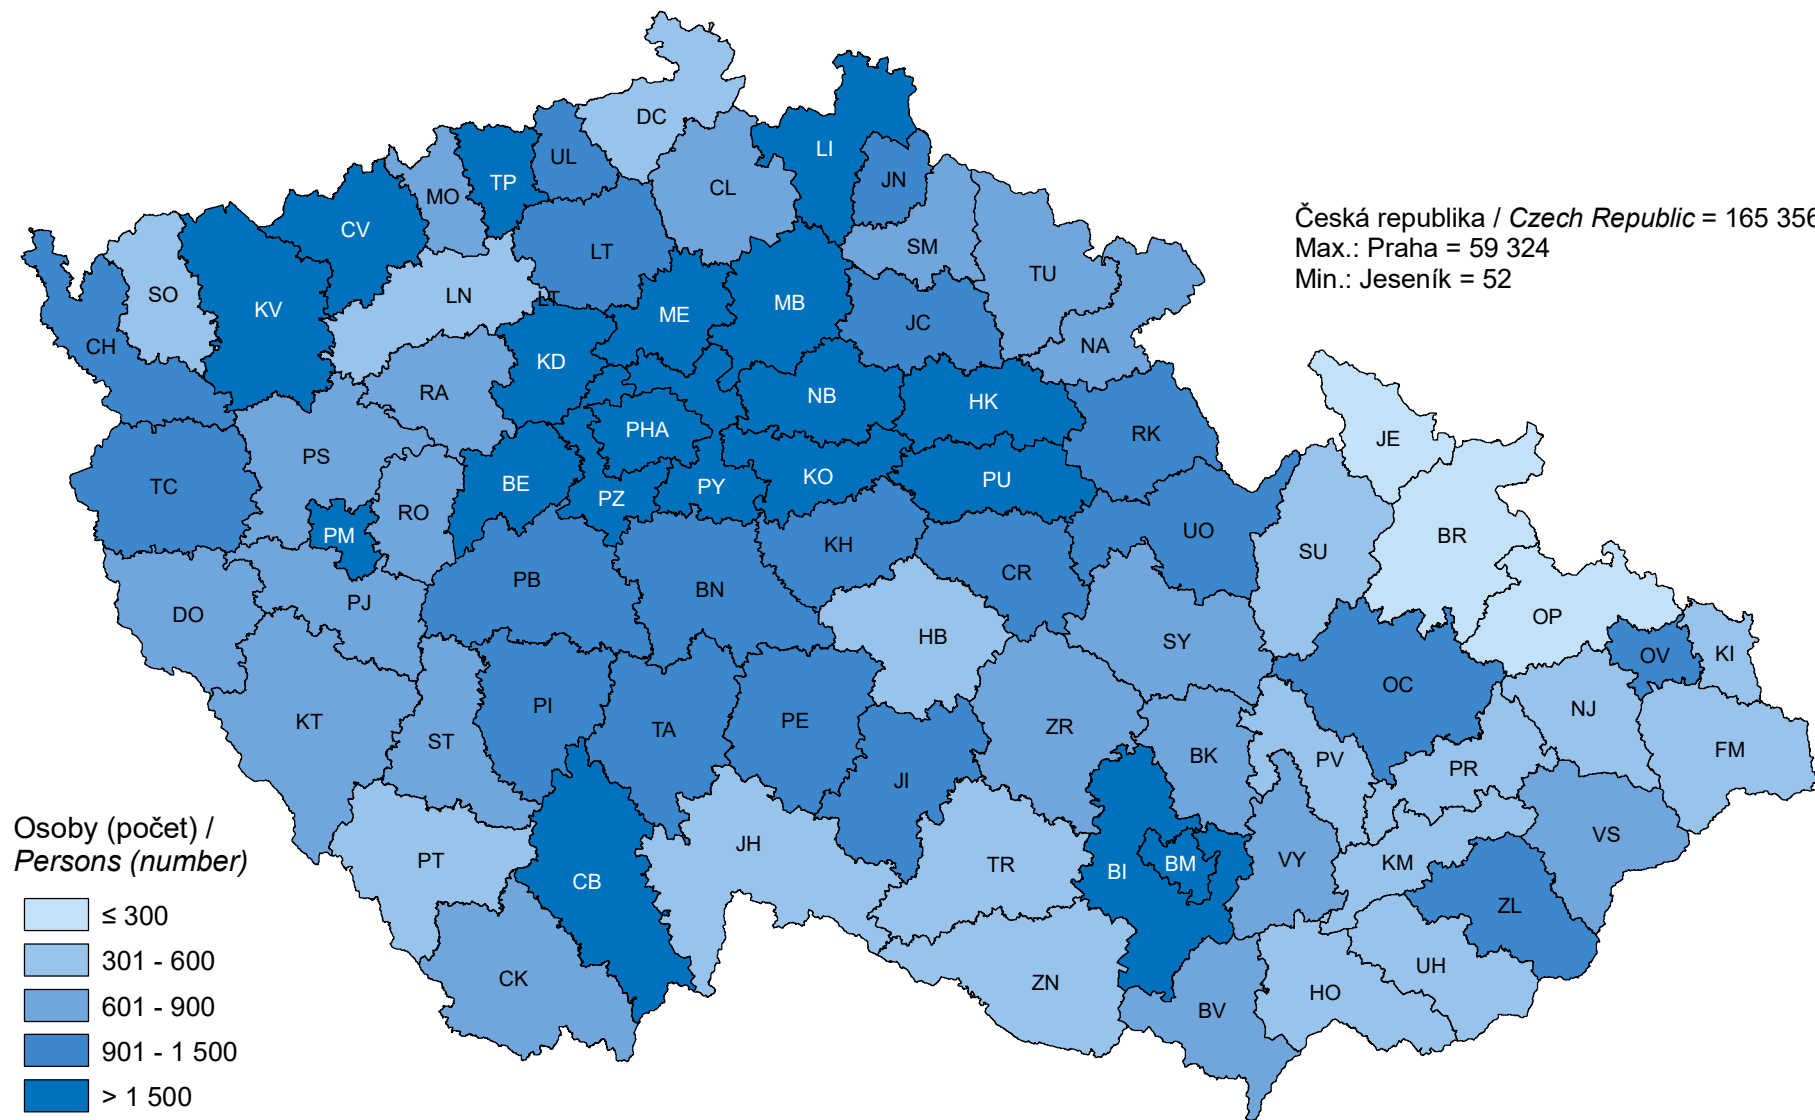 DC
LI
UL
TP
JN
CL
MO
CV
SM
LT
TU
SO
LN
LT
KV
ME
MB
JC
CH
NA
KD
RA
NB
HK
PHA
RK
JE
PS
TC
BE
PZ
PY
KO
PU
RO
PM
UO
SU
BR
KH
CR
PB
BN
PJ
DO
HB
SY
OP
OV
KI
OC
KT
ST
PI
TA
PE
ZR
BK
NJ
PV
PR
FM
JI
PT
JH
TR
BI
BM
VY
KM
VS
CB
ZL
CK
ZN
UH
HO
BV
Česká republika / Czech Republic = 165 356
Max.: Praha = 59 324
Min.: Jeseník = 52
Osoby (počet) /
Persons (number)
≤ 300
301 - 600
601 - 900
901 - 1 500
> 1 500